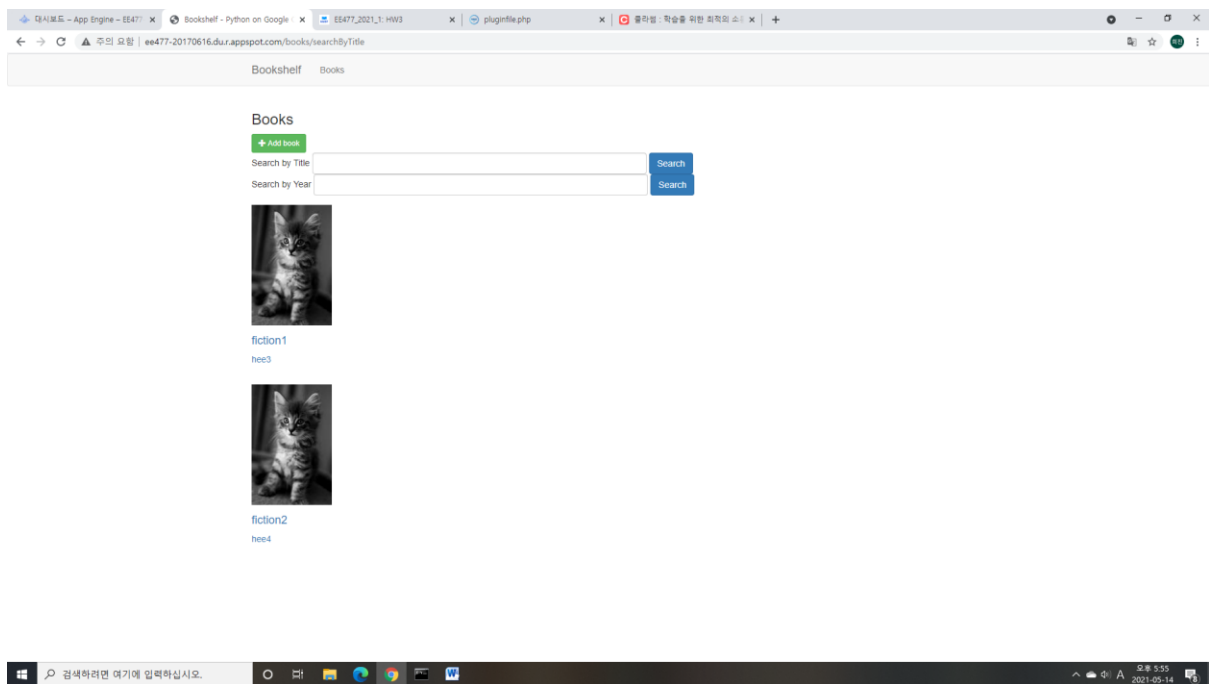 대시보드 – App Engine – EE477
Bookshelf - Python on Google
EE477_2021_1: HW3
pluginfile.php
클라썸 : 학습을 위한 최적의 소
주의 요함 | ee477-20170616.du.r.appspot.com/books/searchByTitle
Bookshelf Books
Books
+ Add book
Search by Title Search
Search by Year Search
fiction1
hee3
fiction2
hee4
검색하려면 여기에 입력하십시오.
A
오후 5:55
2021-05-14